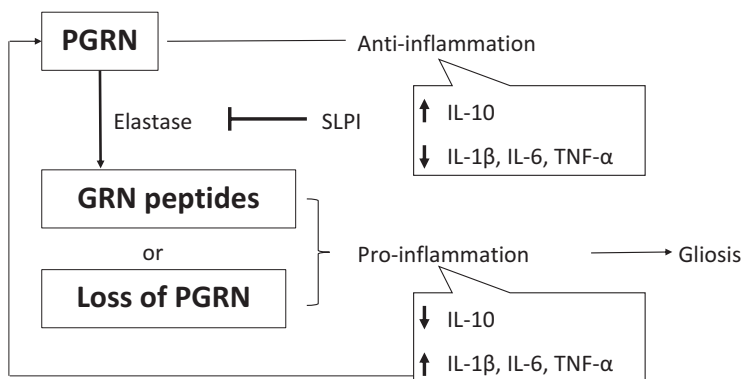 PGRN
Anti-inflammation
↑ IL-10
↓ IL-1β, IL-6, TNF-α
Elastase
SLPI
GRN peptides
or
Loss of PGRN
Pro-inflammation
Gliosis
↓ IL-10
↑ IL-1β, IL-6, TNF-α